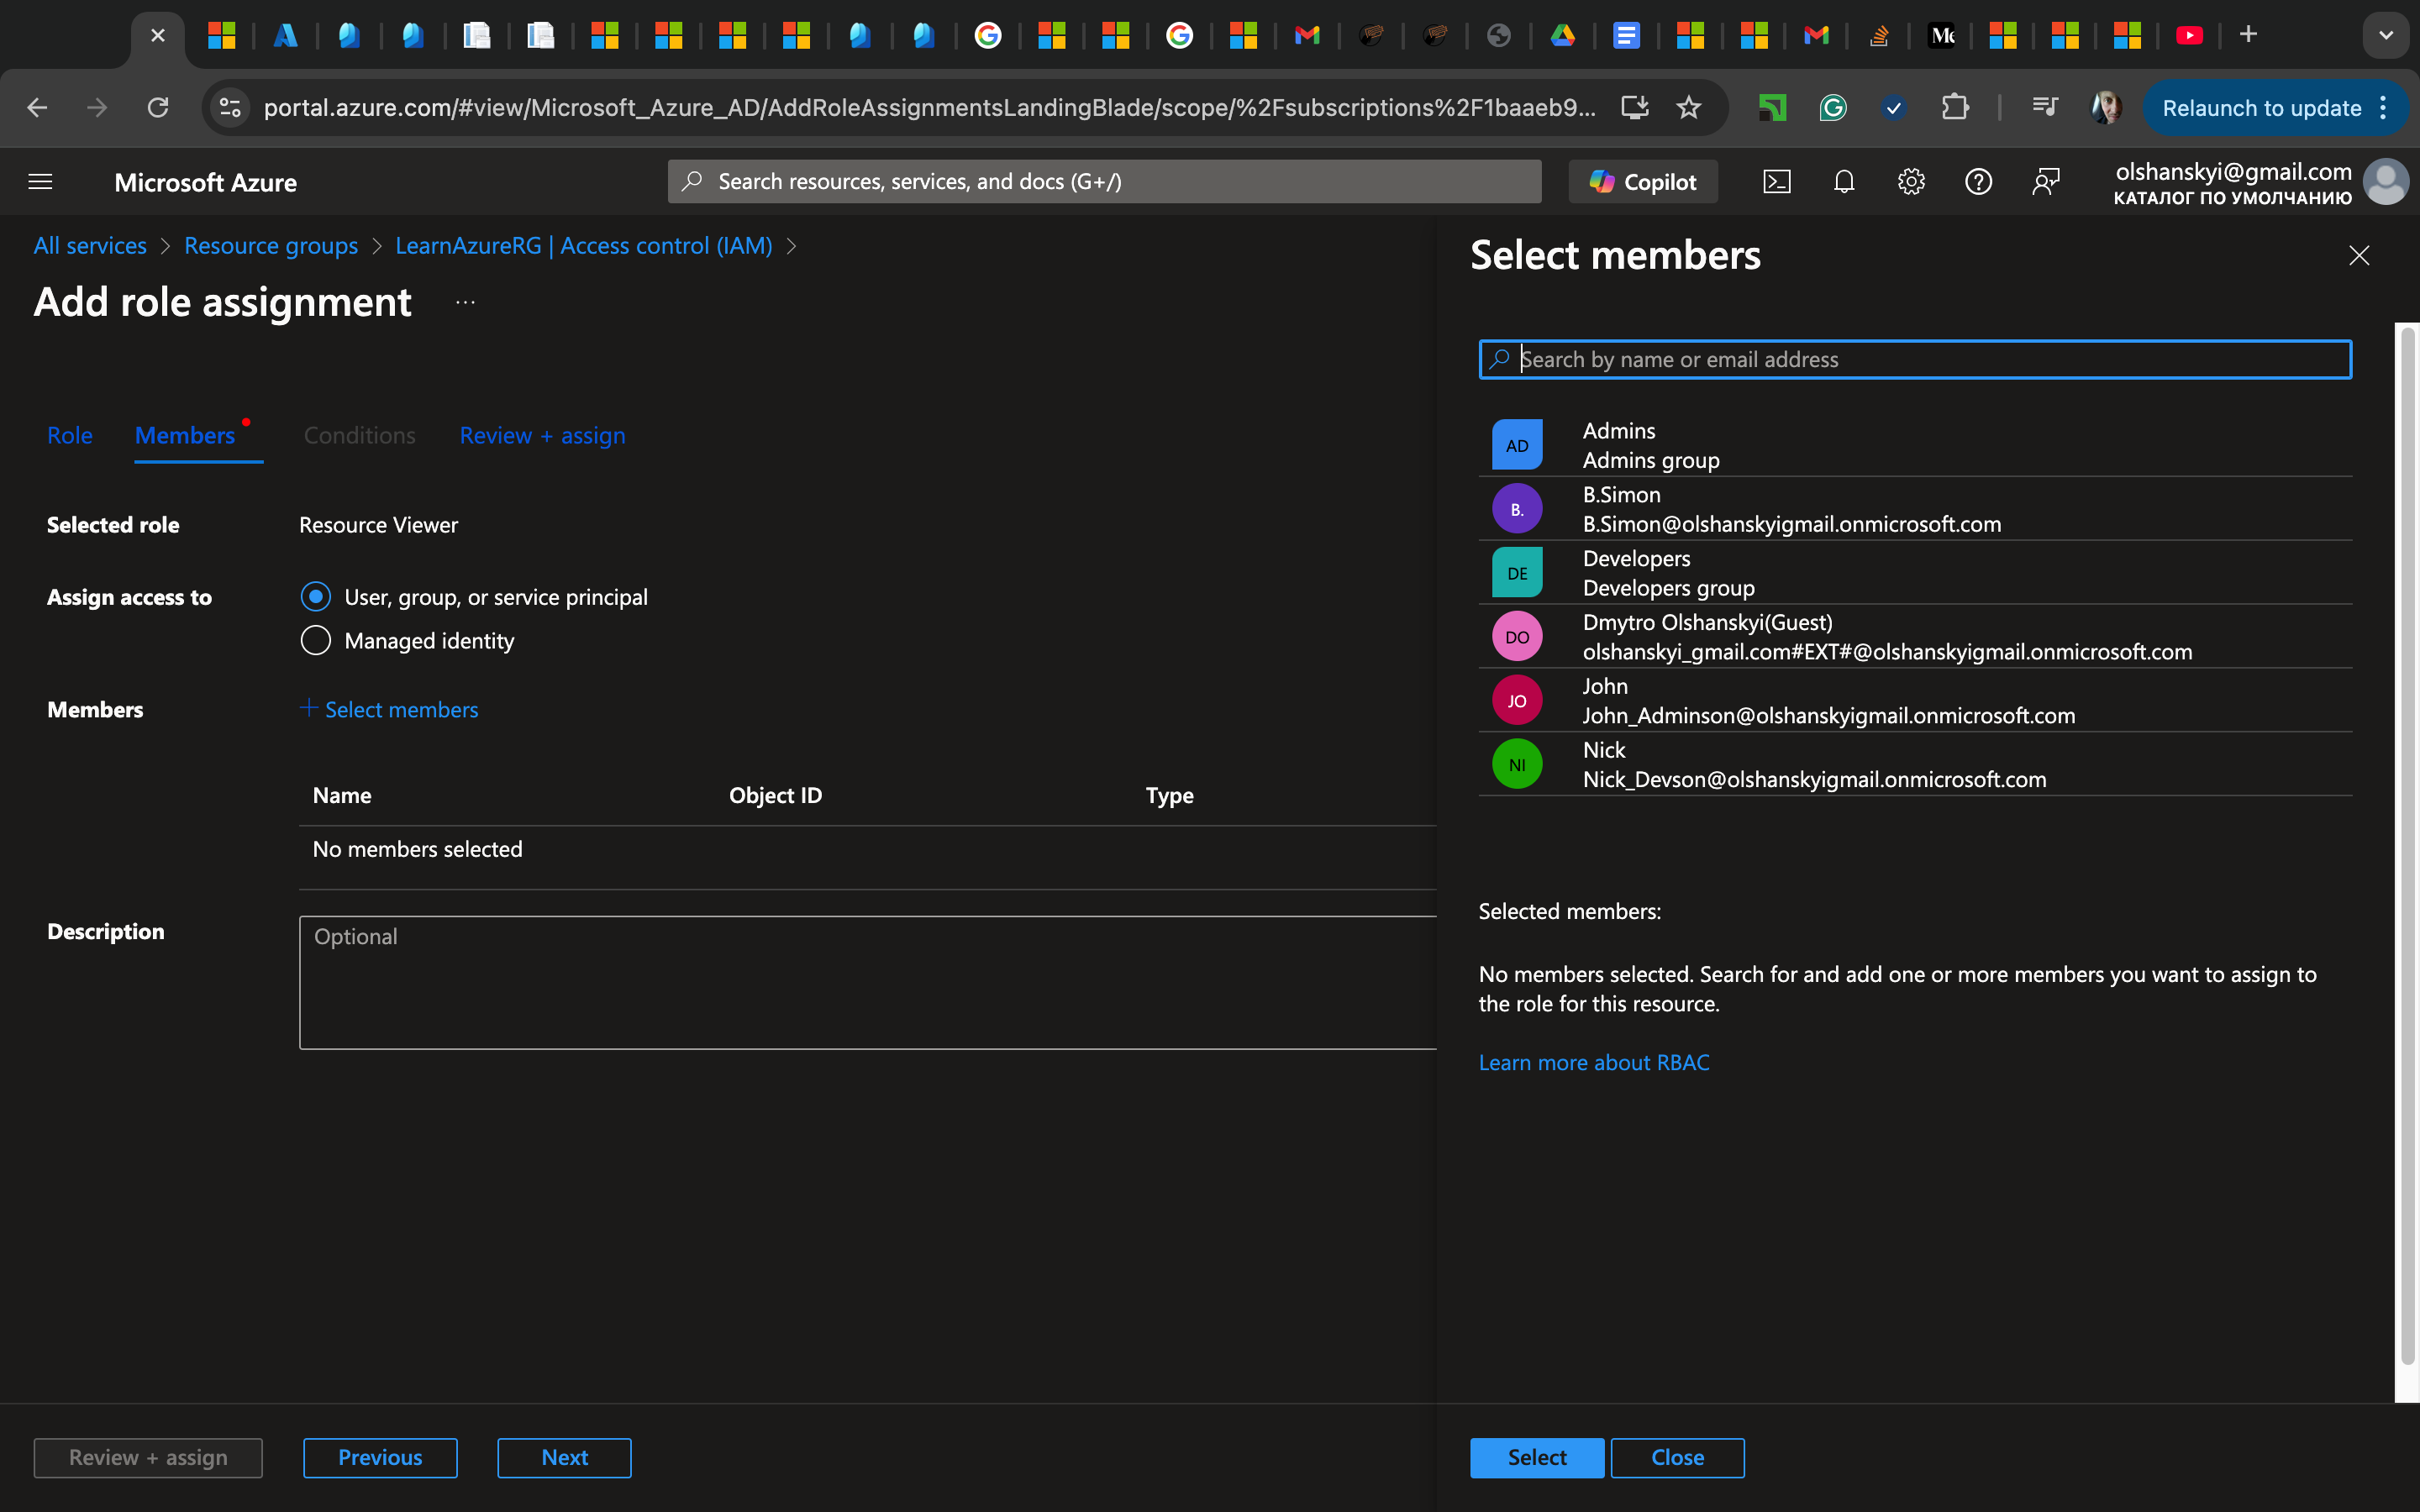 portal.azure.com/#view/Microsoft_Azure_AD/AddRoleAssignmentsLandingBlade/scope/%2Fsubscriptions%2F1baaeb9...
Relaunch to update
Microsoft Azure
Search resources, services, and docs (G+/)
Copilot
olshanskyi@gmail.com
КАТАЛОГ ПО УМОЛЧАНИЮ
All services > Resource groups > LearnAzureRG | Access control (IAM) >
Add role assignment ...
Role Members Conditions Review + assign
Selected role Resource Viewer
Assign access to User, group, or service principal
Managed identity
Members + Select members
Name Object ID Type
No members selected
Description Optional
Review + assign Previous Next
Select members
Search by name or email address
AD Admins
Admins group
B. B.Simon
B.Simon@olshanskyigmail.onmicrosoft.com
DE Developers
Developers group
DO Dmytro Olshanskyi(Guest)
olshanskyi_gmail.com#EXT#@olshanskyigmail.onmicrosoft.com
JO John
John_Adminson@olshanskyigmail.onmicrosoft.com
NI Nick
Nick_Devson@olshanskyigmail.onmicrosoft.com
Selected members:
No members selected. Search for and add one or more members you want to assign to
the role for this resource.
Learn more about RBAC
Select Close